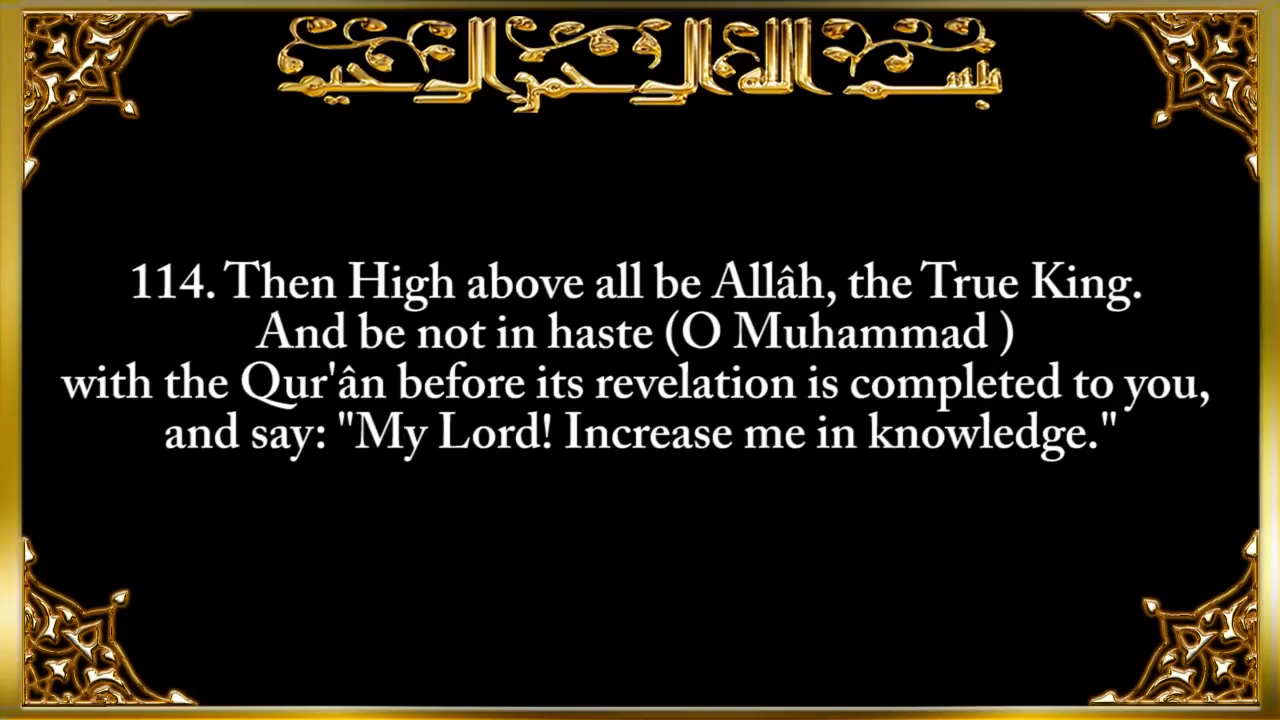 بسم الله الرحمن الرحيم
114. Then High above all be Allâh, the True King.
And be not in haste (O Muhammad )
with the Qur'ân before its revelation is completed to you,
and say: "My Lord! Increase me in knowledge."